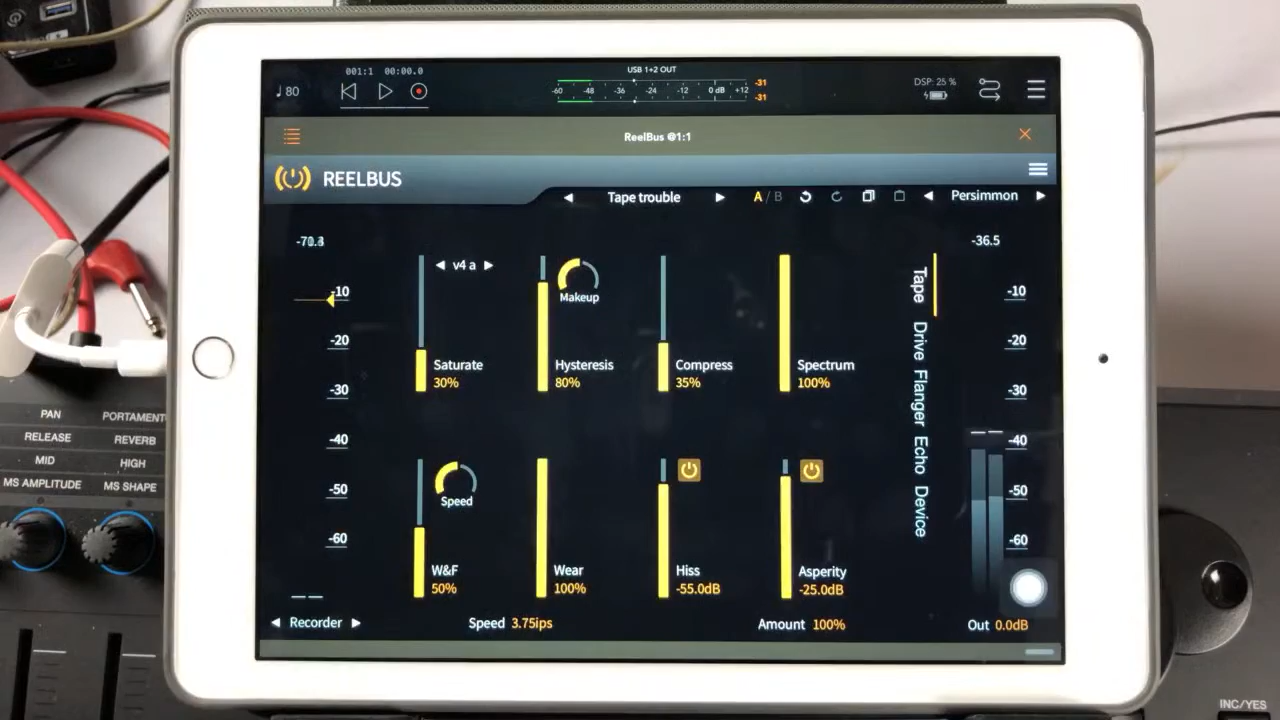 001:1 00:00.0
USB 1+2 OUT
♩80
-60 -48 -36 -24 -12 0 dB +12
-31
-31
DSP: 25 %
ReelBus @1:1
REELBUS
Tape trouble
A / B
Persimmon
-36.5
v4 a
Makeup
-10
-20
-30
-40
-50
-60
Saturate
30%
Hysteresis
80%
Compress
35%
Spectrum
100%
Speed
W&F
50%
Wear
100%
Hiss
-55.0dB
Asperity
-25.0dB
Tape
Drive
Flanger
Echo
Device
-10
-20
-30
-40
-50
-60
Recorder
Speed 3.75ips
Amount 100%
Out 0.0dB
PAN
PORTAMENT
RELEASE
REVERB
MID
HIGH
MS AMPLITUDE
MS SHAPE
INC/YES